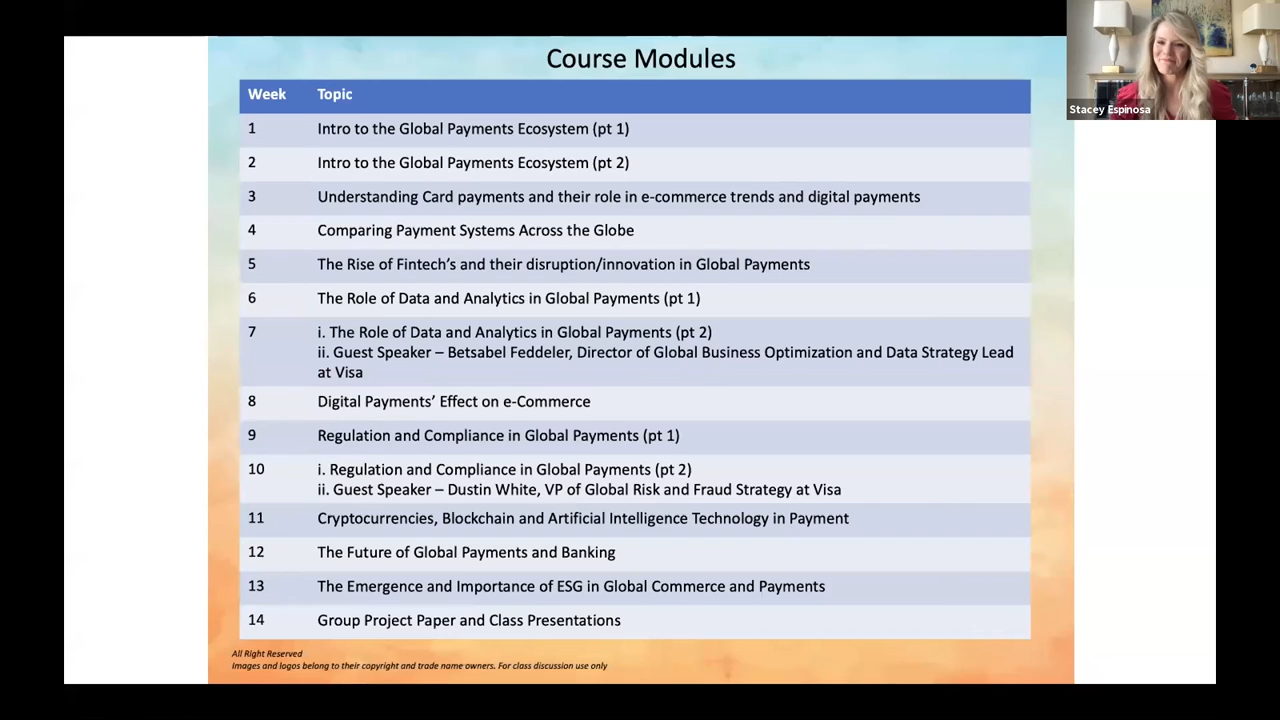 Course Modules
Week Topic
1 Intro to the Global Payments Ecosystem (pt 1)
2 Intro to the Global Payments Ecosystem (pt 2)
3 Understanding Card payments and their role in e-commerce trends and digital payments
4 Comparing Payment Systems Across the Globe
5 The Rise of Fintech's and their disruption/innovation in Global Payments
6 The Role of Data and Analytics in Global Payments (pt 1)
7 i. The Role of Data and Analytics in Global Payments (pt 2)
ii. Guest Speaker – Betsabel Feddeler, Director of Global Business Optimization and Data Strategy Lead
at Visa
8 Digital Payments' Effect on e-Commerce
9 Regulation and Compliance in Global Payments (pt 1)
10 i. Regulation and Compliance in Global Payments (pt 2)
ii. Guest Speaker – Dustin White, VP of Global Risk and Fraud Strategy at Visa
11 Cryptocurrencies, Blockchain and Artificial Intelligence Technology in Payment
12 The Future of Global Payments and Banking
13 The Emergence and Importance of ESG in Global Commerce and Payments
14 Group Project Paper and Class Presentations
All Right Reserved
Images and logos belong to their copyright and trade name owners. For class discussion use only
Stacey Espinosa